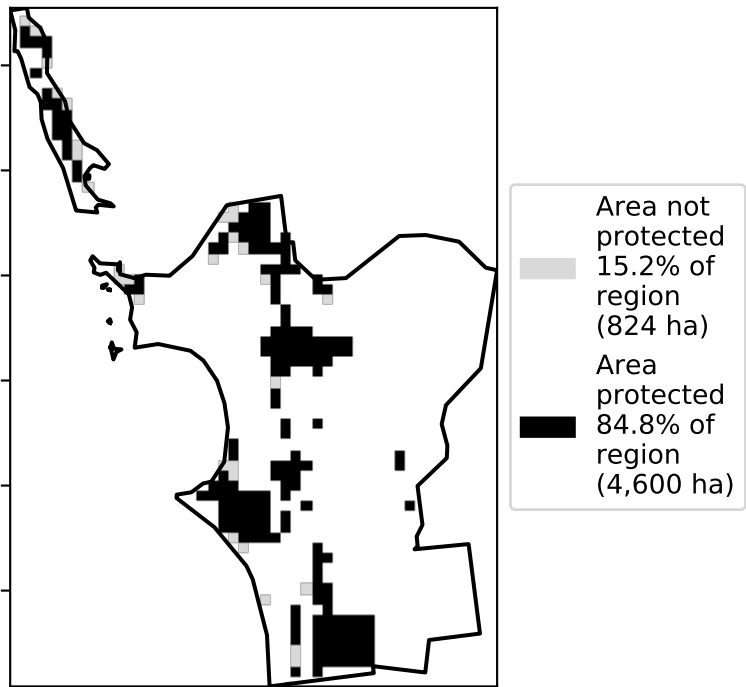 Area not
protected
15.2% of
region
(824 ha)
Area
protected
84.8% of
region
(4,600 ha)